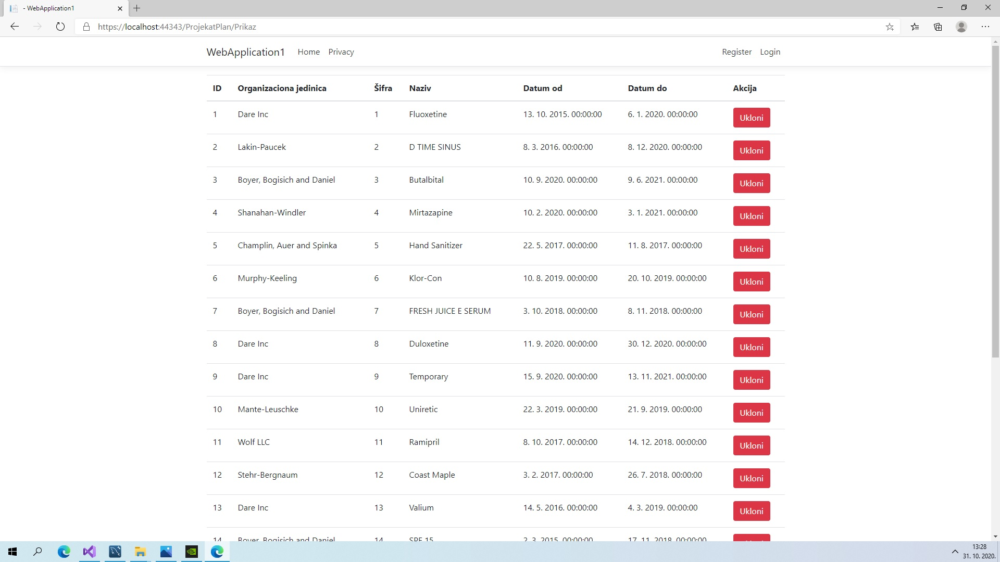 - WebApplication1
https://localhost:44343/ProjekatPlan/Prikaz
WebApplication1 Home Privacy Register Login
ID Organizaciona jedinica Šifra Naziv Datum od Datum do Akcija
1 Dare Inc 1 Fluoxetine 13. 10. 2015. 00:00:00 6. 1. 2020. 00:00:00 Ukloni
2 Lakin-Paucek 2 D TIME SINUS 8. 3. 2016. 00:00:00 8. 12. 2020. 00:00:00 Ukloni
3 Boyer, Bogisich and Daniel 3 Butalbital 10. 9. 2020. 00:00:00 9. 6. 2021. 00:00:00 Ukloni
4 Shanahan-Windler 4 Mirtazapine 10. 2. 2020. 00:00:00 3. 1. 2021. 00:00:00 Ukloni
5 Champlin, Auer and Spinka 5 Hand Sanitizer 22. 5. 2017. 00:00:00 11. 8. 2017. 00:00:00 Ukloni
6 Murphy-Keeling 6 Klor-Con 10. 8. 2019. 00:00:00 20. 10. 2019. 00:00:00 Ukloni
7 Boyer, Bogisich and Daniel 7 FRESH JUICE E SERUM 3. 10. 2018. 00:00:00 8. 11. 2018. 00:00:00 Ukloni
8 Dare Inc 8 Duloxetine 11. 9. 2020. 00:00:00 30. 12. 2020. 00:00:00 Ukloni
9 Dare Inc 9 Temporary 15. 9. 2020. 00:00:00 13. 11. 2021. 00:00:00 Ukloni
10 Mante-Leuschke 10 Uniretic 22. 3. 2019. 00:00:00 21. 9. 2019. 00:00:00 Ukloni
11 Wolf LLC 11 Ramipril 8. 10. 2017. 00:00:00 14. 12. 2018. 00:00:00 Ukloni
12 Stehr-Bergnaum 12 Coast Maple 3. 2. 2017. 00:00:00 26. 7. 2018. 00:00:00 Ukloni
13 Dare Inc 13 Valium 14. 5. 2016. 00:00:00 4. 3. 2019. 00:00:00 Ukloni
14 Boyer, Bogisich and Daniel 14 SPF 15 2. 3. 2015. 00:00:00 17. 11. 2018. 00:00:00
13:28
31. 10. 2020.